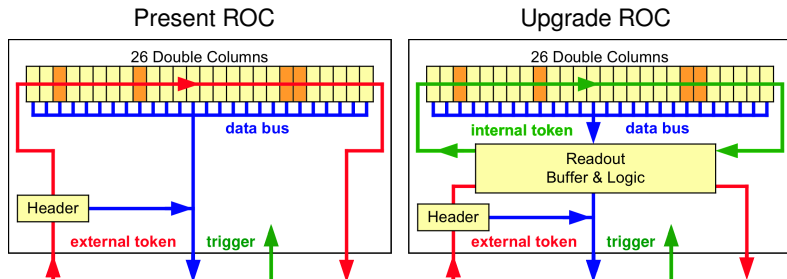 Present ROC
26 Double Columns
data bus
Header
external token
trigger
Upgrade ROC
26 Double Columns
internal token
data bus
Readout
Buffer & Logic
Header
external token
trigger